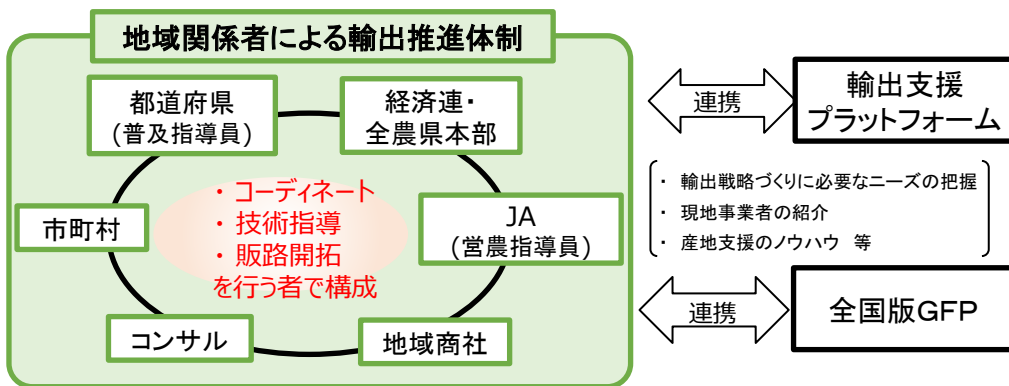 地域関係者による輸出推進体制
都道府県
(普及指導員)
経済連・
全農県本部
市町村
・ コーディネート
・ 技術指導
・ 販路開拓
を行う者で構成
JA
(営農指導員)
コンサル
地域商社
連携
輸出支援
プラットフォーム
・ 輸出戦略づくりに必要なニーズの把握
・ 現地事業者の紹介
・ 産地支援のノウハウ 等
連携
全国版GFP